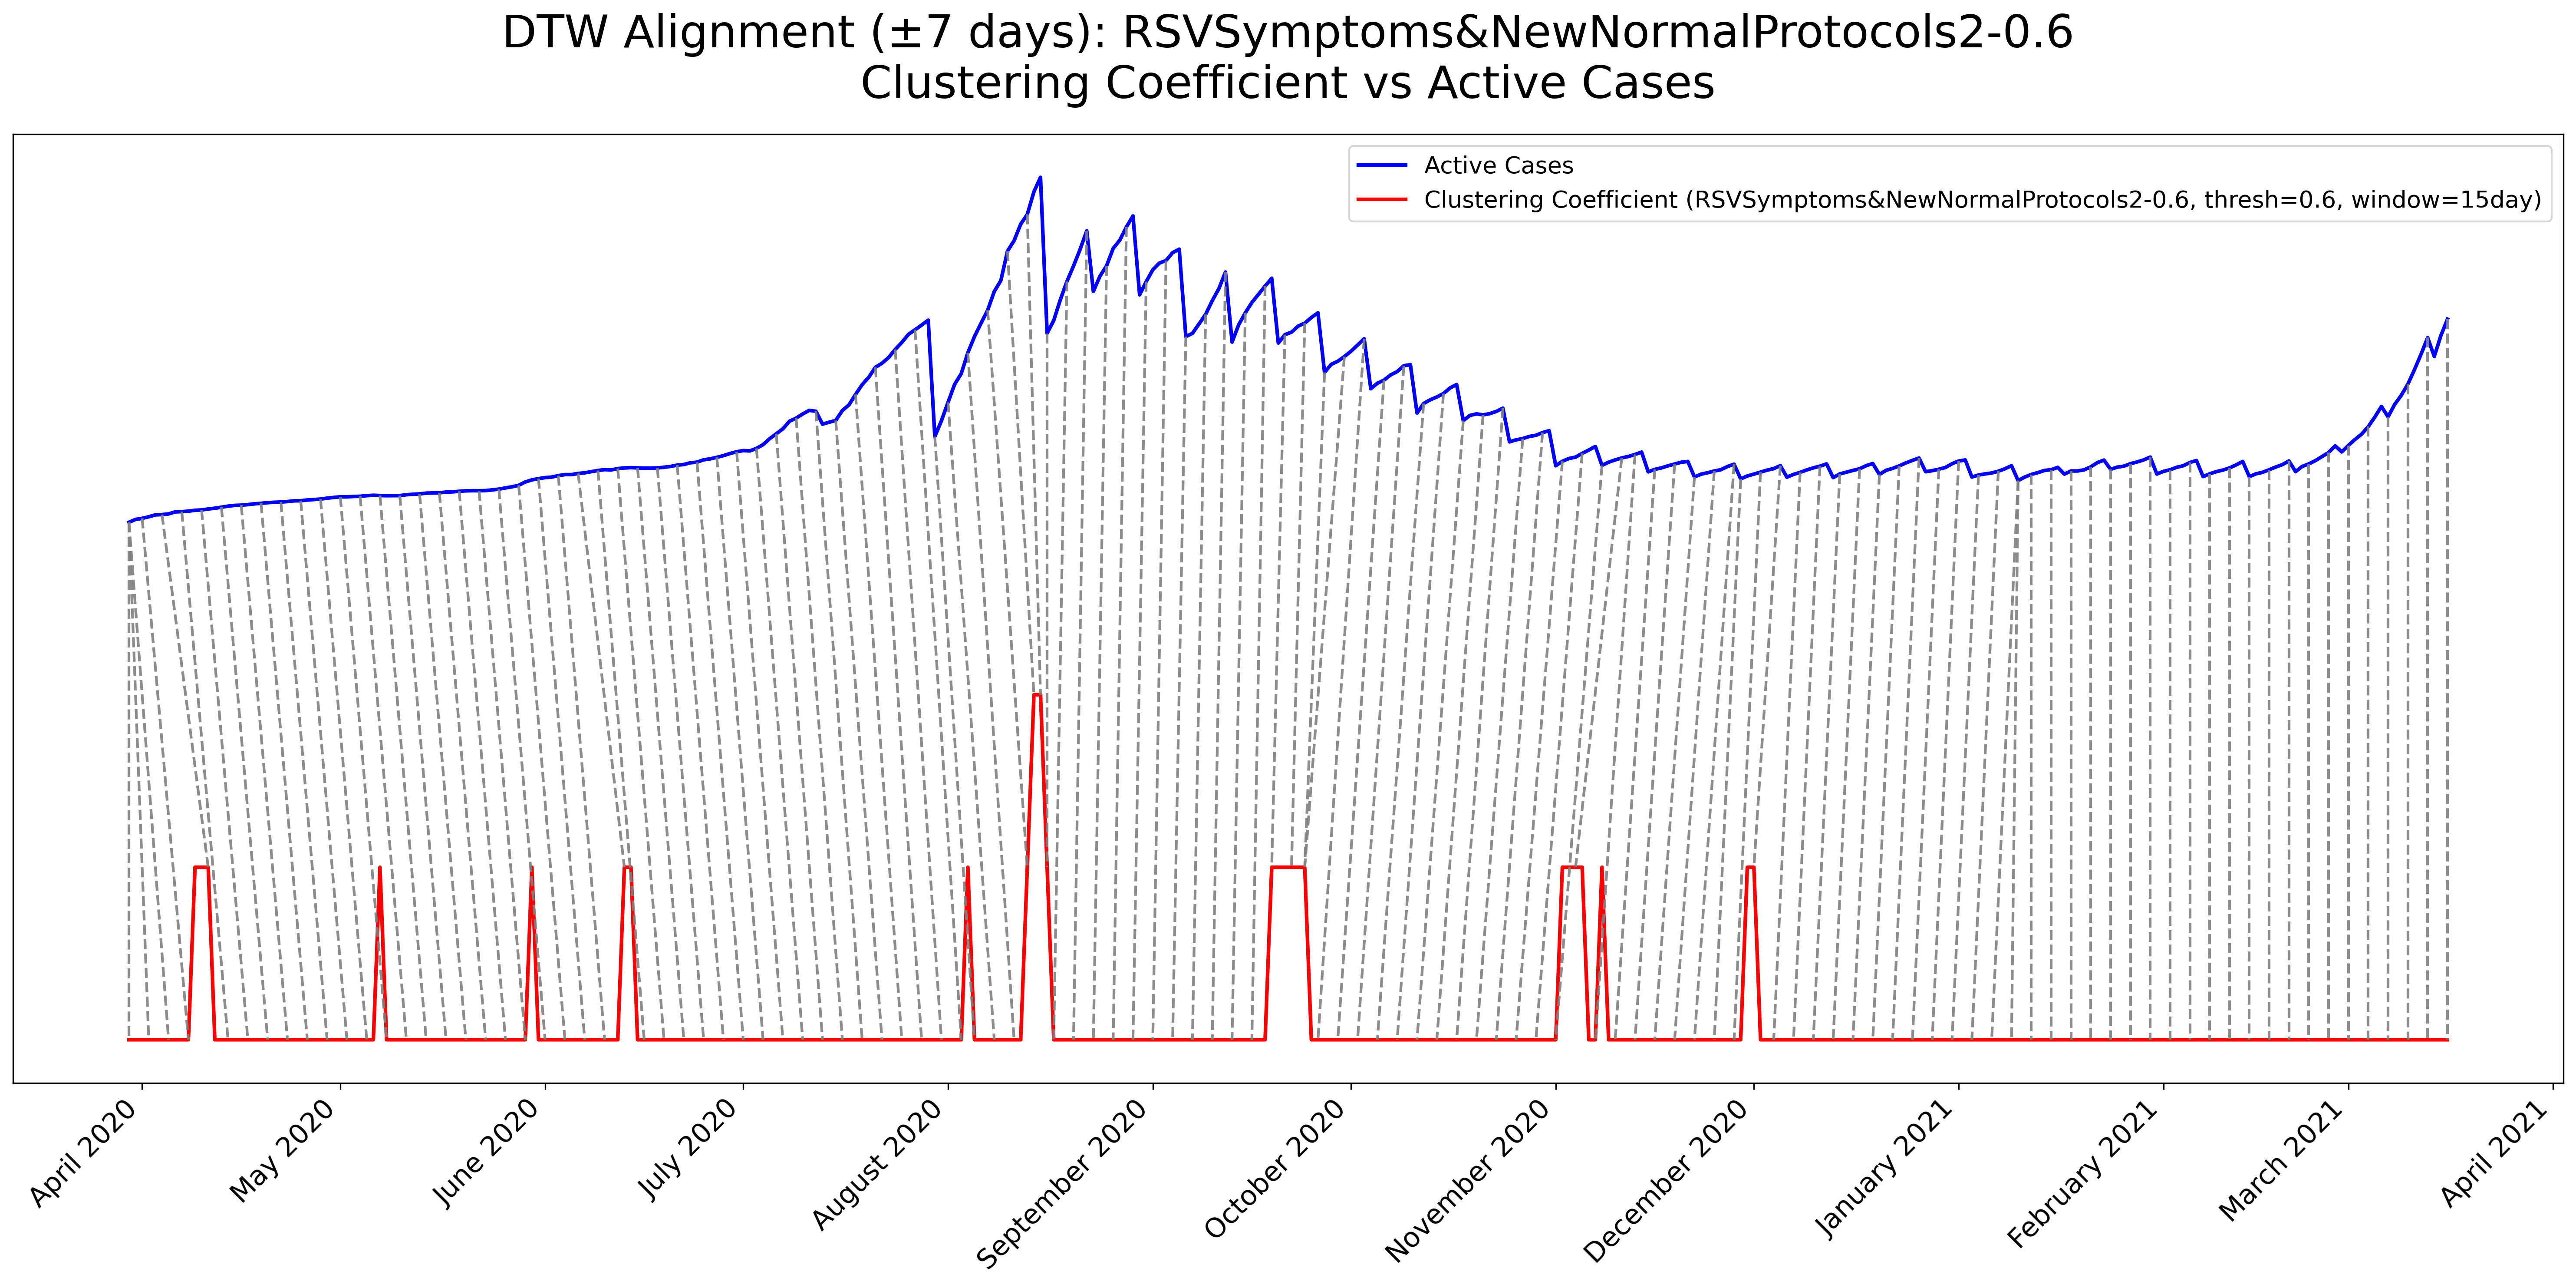 DTW Alignment (±7 days): RSVSymptoms&NewNormalProtocols2-0.6
Clustering Coefficient vs Active Cases
Active Cases
Clustering Coefficient (RSVSymptoms&NewNormalProtocols2-0.6, thresh=0.6, window=15day)
April 2020
May 2020
June 2020
July 2020
August 2020
September 2020
October 2020
November 2020
December 2020
January 2021
February 2021
March 2021
April 2021